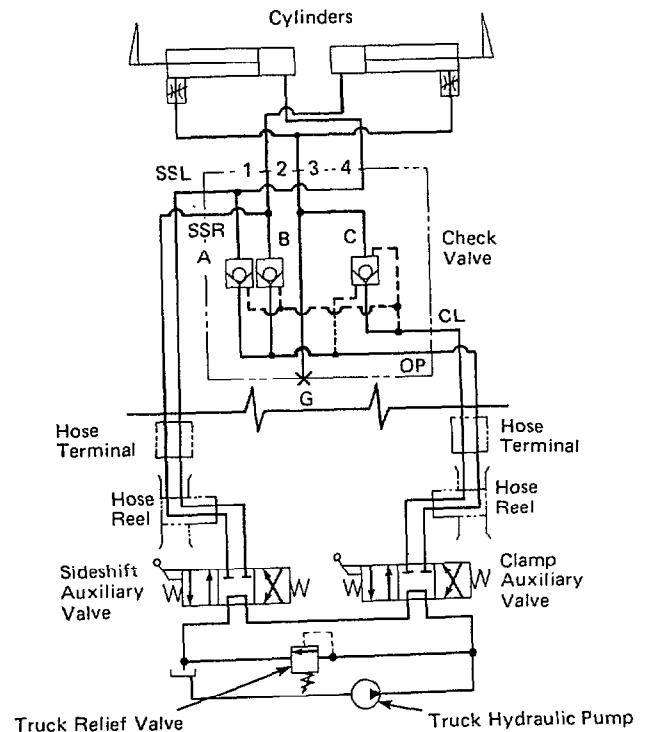 Cylinders
SSL
1 2 3 4
SSR
A
B
C
Check
Valve
CL
OP
G
Hose
Terminal
Hose
Terminal
Hose
Reel
Hose
Reel
Sideshift
Auxiliary
Valve
Clamp
Auxiliary
Valve
Truck Relief Valve
Truck Hydraulic Pump